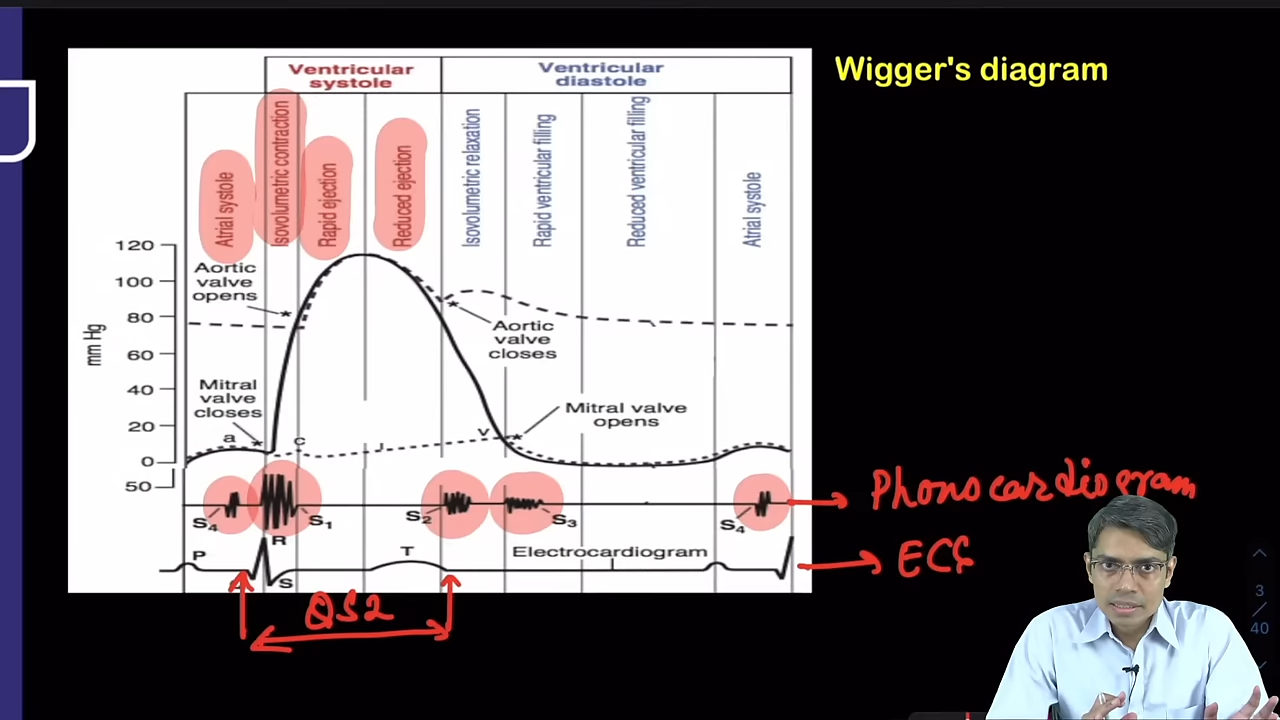 Wigger's diagram
Ventricular
systole
Ventricular
diastole
Atrial systole
Isovolumetric contraction
Rapid ejection
Reduced ejection
Isovolumetric relaxation
Rapid ventricular filling
Reduced ventricular filling
Atrial systole
mm Hg
120
100
80
60
40
20
0
50
Aortic
valve
opens
*
Aortic
valve
closes
*
Mitral
valve
closes
*
Mitral valve
opens
*
a
c
v
S4
S1
S2
S3
S4
Phonocardiogram
P
R
S
T
Electrocardiogram
ECG
QS2
3
/
40